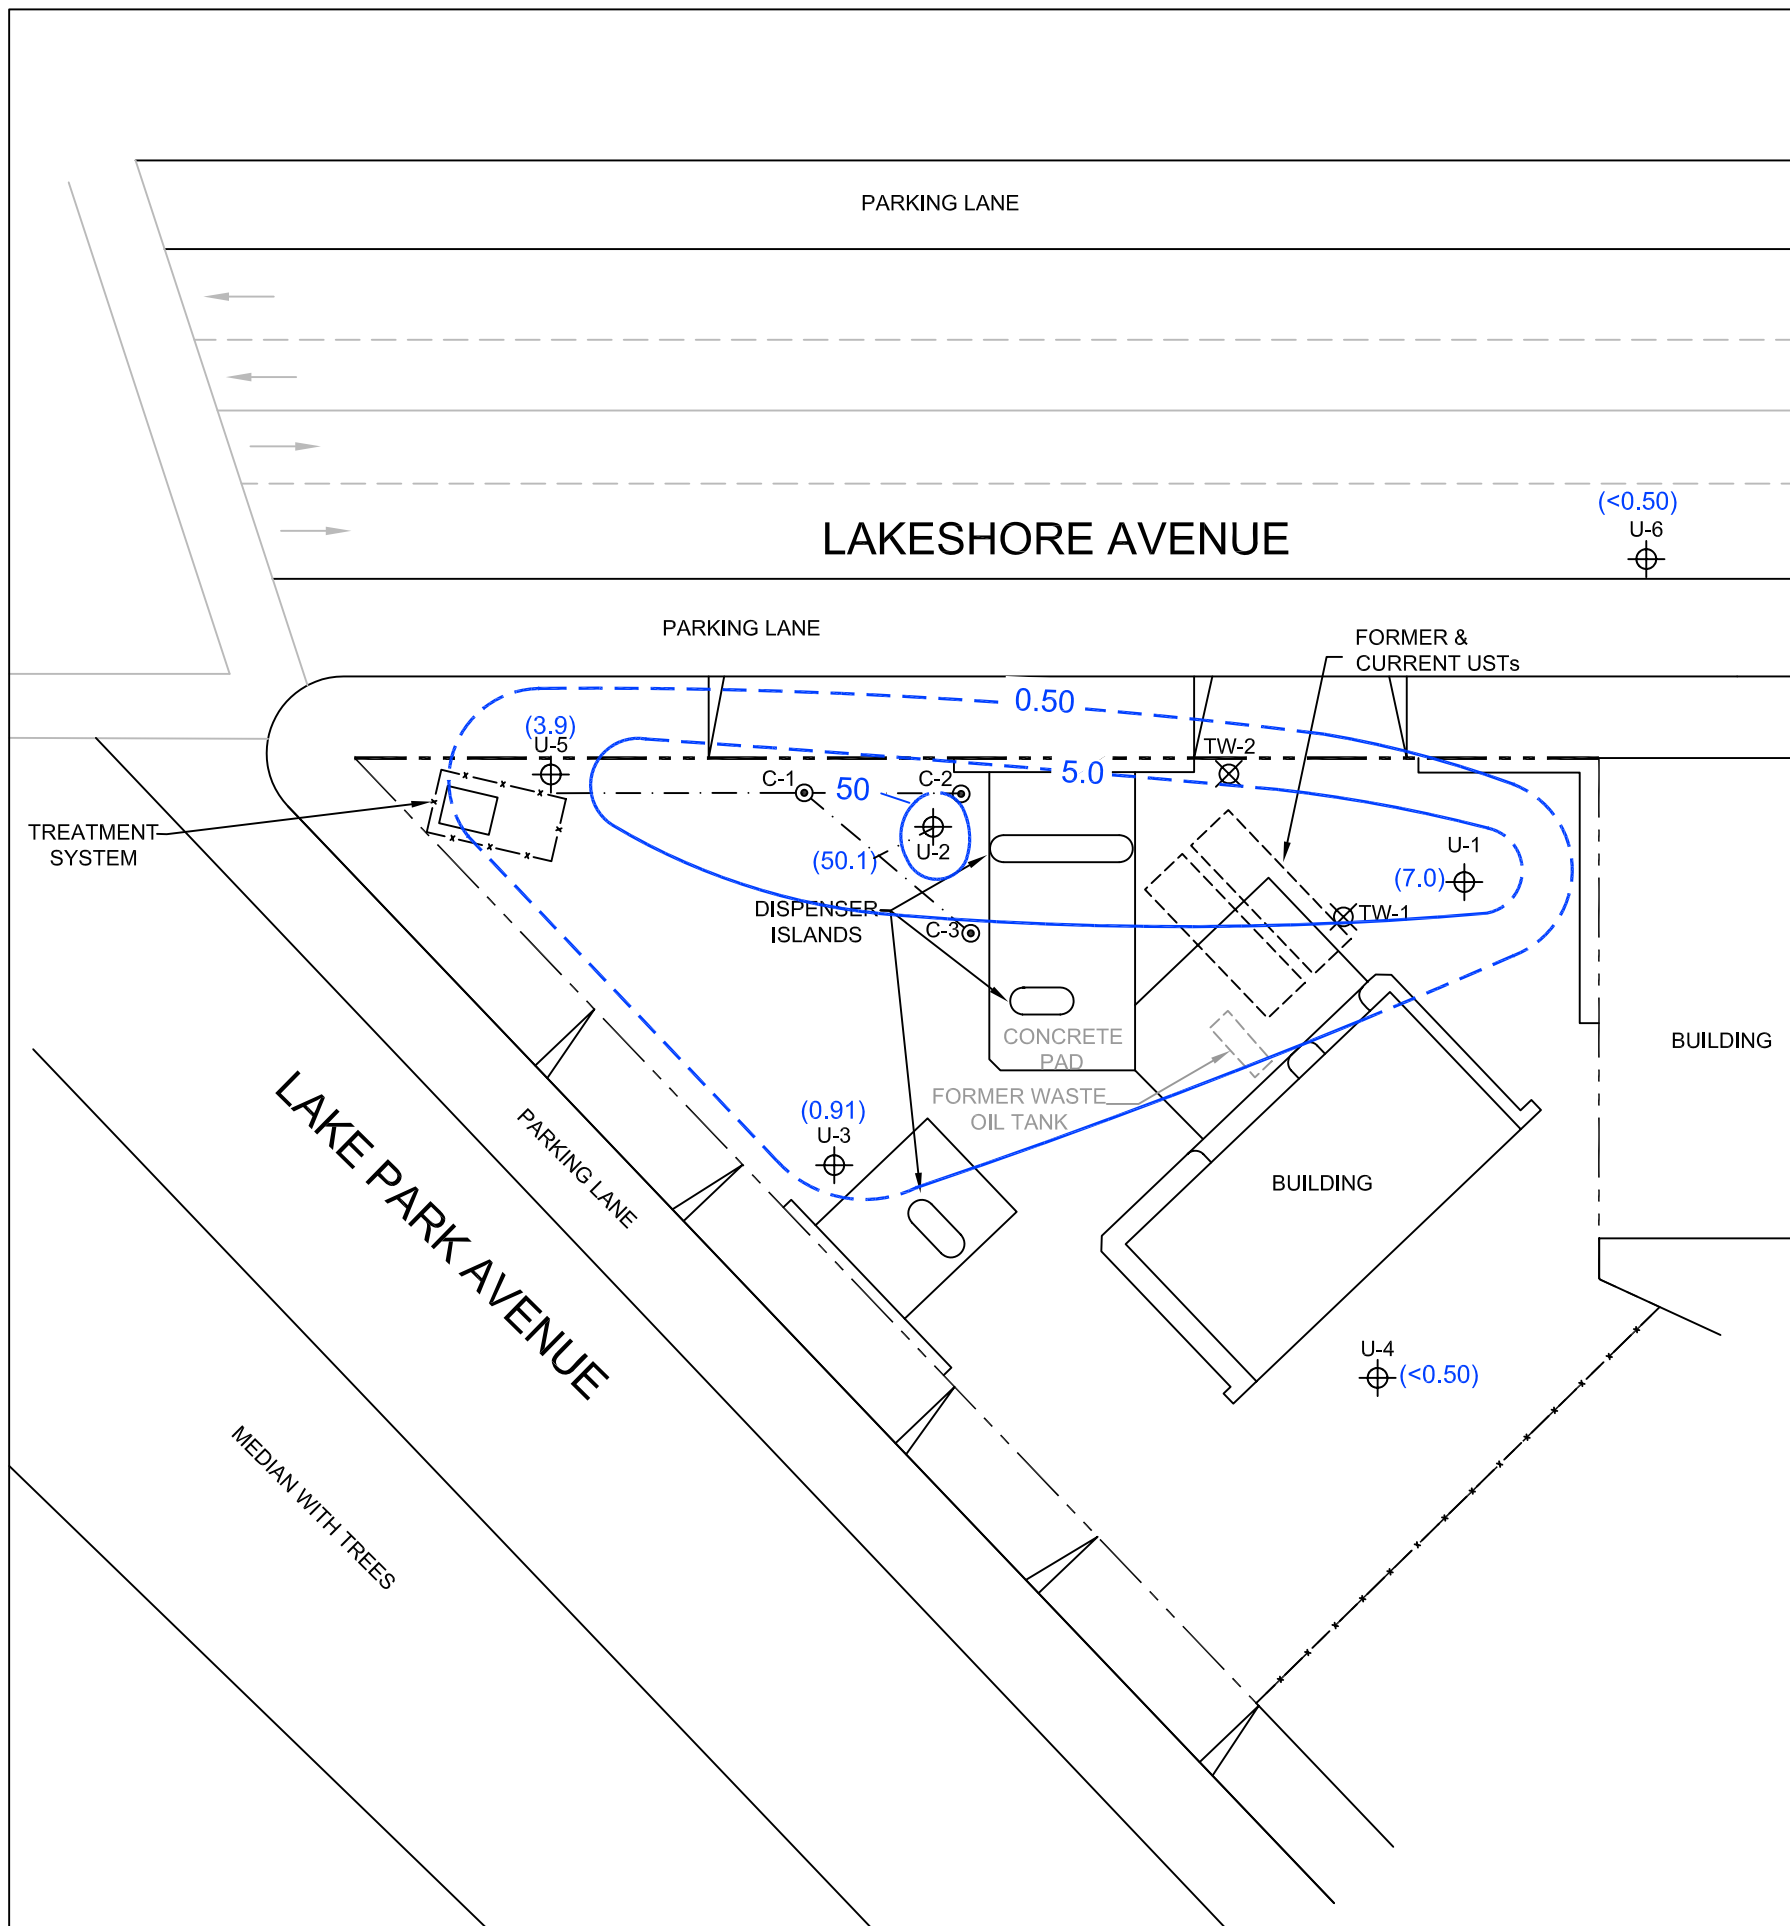 PARKING LANE
(<0.50)
U-6
LAKESHORE AVENUE
PARKING LANE
FORMER &
CURRENT USTs
0.50
(3.9)
U-5
TW-2
C-1
C-2
50
5.0
TREATMENT
SYSTEM
U-2
(50.1)
U-1
(7.0)
DISPENSER
ISLANDS
TW-1
C-3
CONCRETE
PAD
BUILDING
FORMER WASTE
OIL TANK
(0.91)
U-3
LAKE PARK AVENUE
PARKING LANE
BUILDING
U-4
(<0.50)
MEDIAN WITH TREES